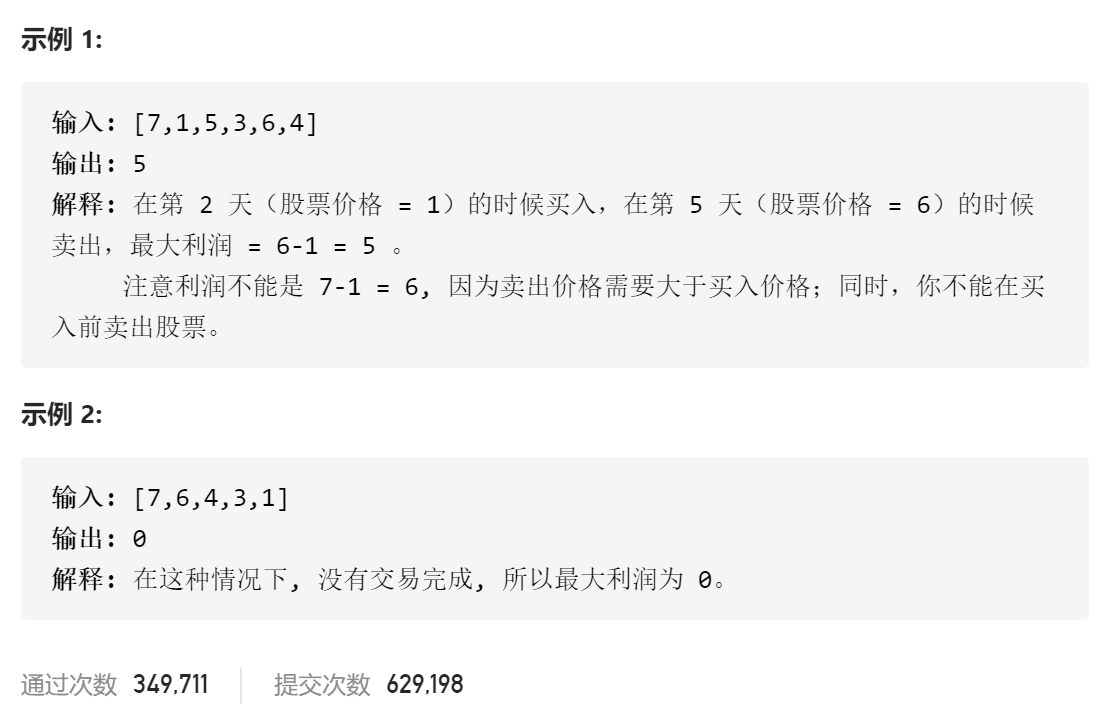 示例 1:
输入: [7,1,5,3,6,4]
输出: 5
解释: 在第 2 天（股票价格 = 1）的时候买入，在第 5 天（股票价格 = 6）的时候
卖出，最大利润 = 6-1 = 5 。
注意利润不能是 7-1 = 6, 因为卖出价格需要大于买入价格；同时，你不能在买
入前卖出股票。
示例 2:
输入: [7,6,4,3,1]
输出: 0
解释: 在这种情况下, 没有交易完成, 所以最大利润为 0。
通过次数 349,711 提交次数 629,198